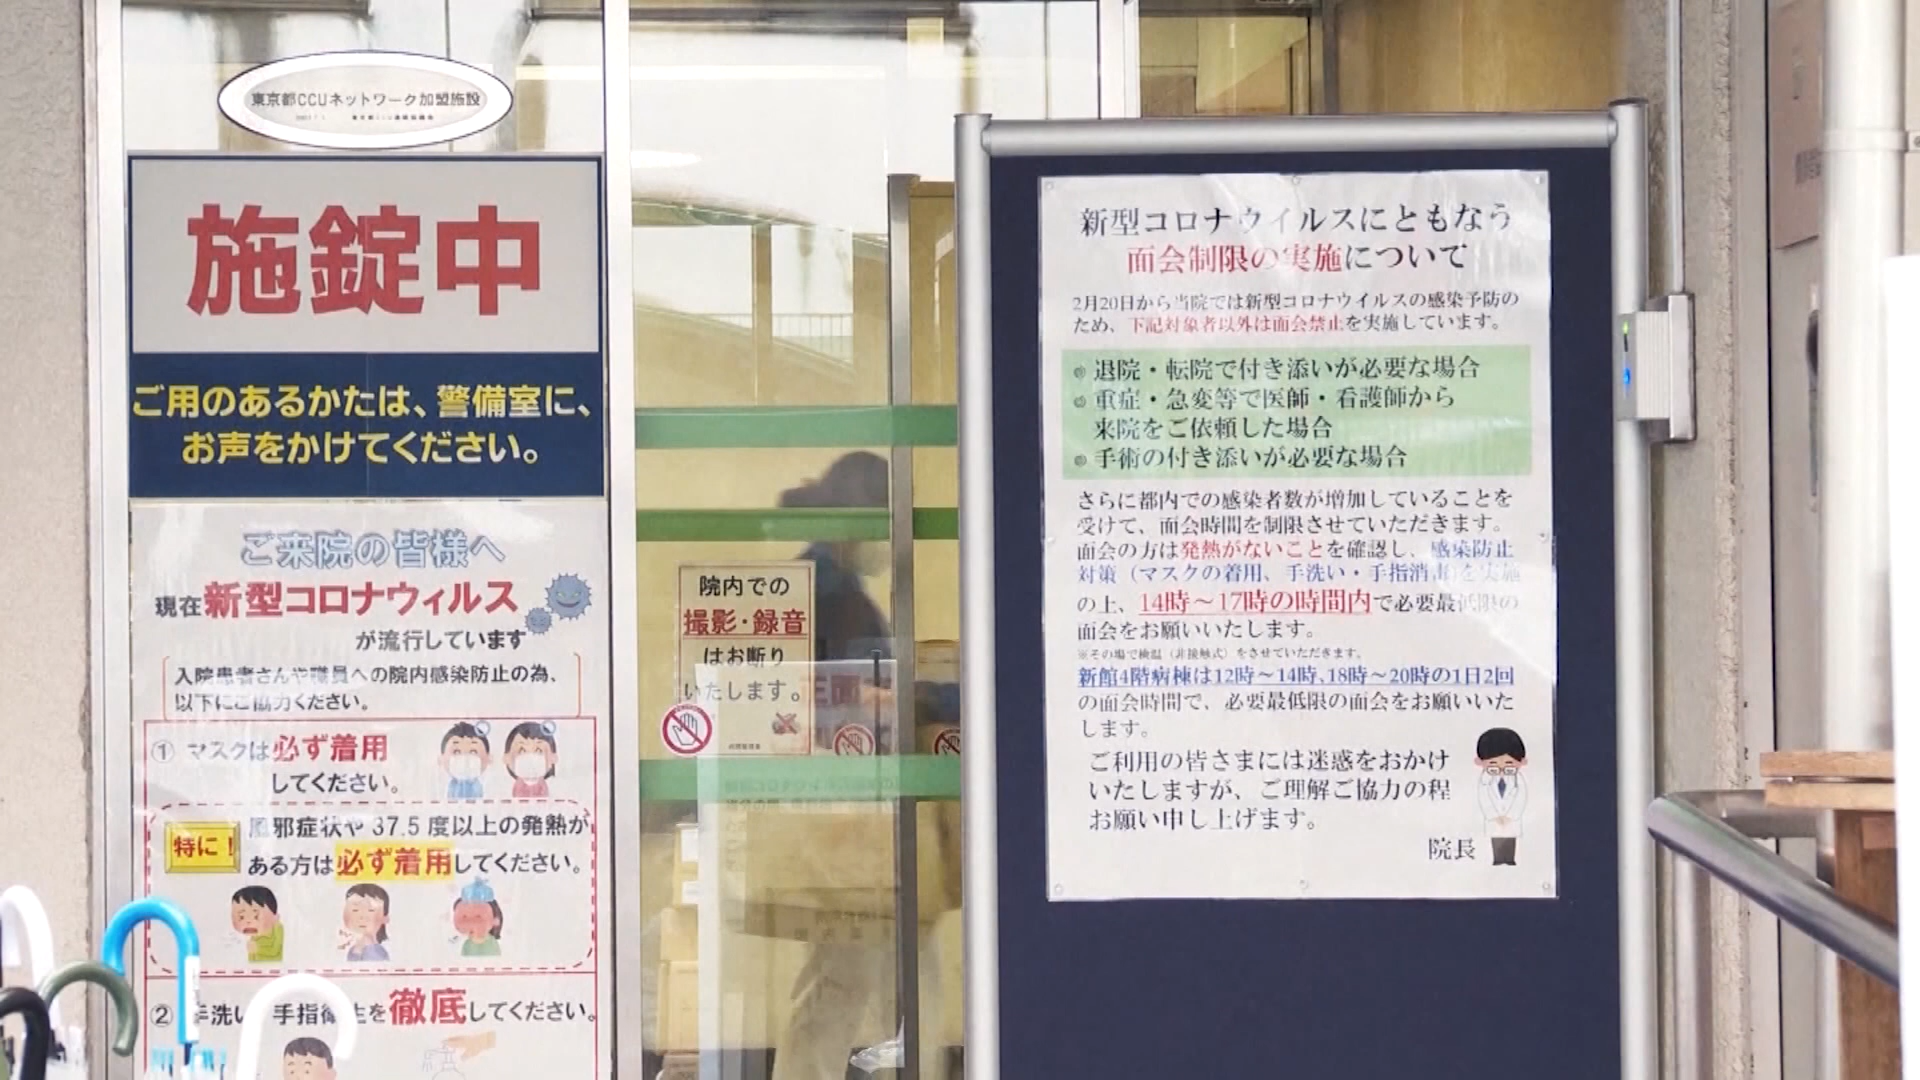 東京都CCUネットワーク加盟施設
施錠中
ご用のあるかたは、警備室に、
お声をかけてください。
ご来院の皆様へ
現在新型コロナウィルス
が流行しています
入院患者さんや職員への院内感染防止の為、
以下にご協力ください。
① マスクは必ず着用
してください。
特に!
風邪症状や 37.5 度以上の発熱が
ある方は必ず着用してください。
② 手洗い 手指衛生を徹底してください。
院内での
撮影・録音
はお断り
いたします。
新型コロナウイルスにともなう
面会制限の実施について
2月20日から当院では新型コロナウイルスの感染予防の
ため、下記対象者以外は面会禁止を実施しています。
退院・転院で付き添いが必要な場合
重症・急変等で医師・看護師から
来院をご依頼した場合
手術の付き添いが必要な場合
さらに都内での感染者数が増加していることを
受けて、面会時間を制限させていただきます。
面会の方は発熱がないことを確認し、感染防止
対策（マスクの着用、手洗い・手指消毒)を実施
の上、14時～17時の時間内で必要最低限の
面会をお願いいたします。
※その場で検温（非接触式）をさせていただきます。
新館4階病棟は12時～14時、18時～20時の1日2回
の面会時間で、必要最低限の面会をお願いいた
します。
ご利用の皆さまには迷惑をおかけ
いたしますが、ご理解ご協力の程
お願い申し上げます。
院長